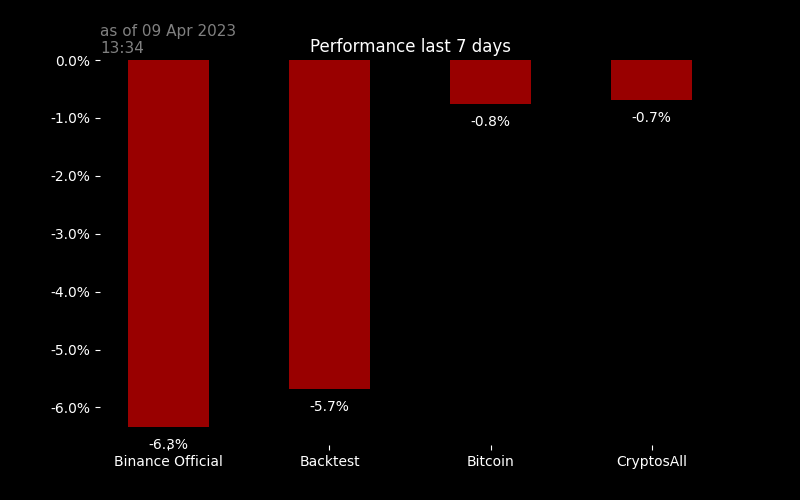 as of 09 Apr 2023
13:34
Performance last 7 days
0.0%
-1.0%
-2.0%
-3.0%
-4.0%
-5.0%
-6.0%
-6.3%
-5.7%
-0.8%
-0.7%
Binance Official
Backtest
Bitcoin
CryptosAll